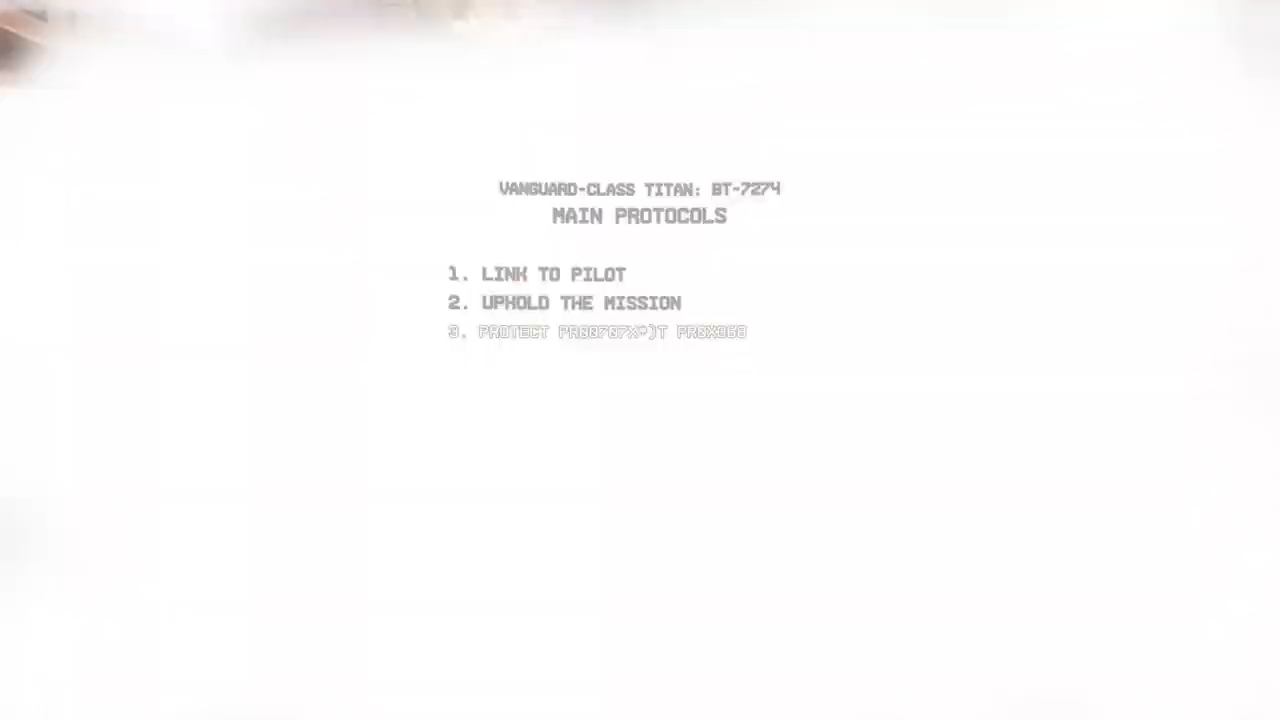 VANGUARD-CLASS TITAN: BT-7274
MAIN PROTOCOLS
1. LINK TO PILOT
2. UPHOLD THE MISSION
3. PROTECT